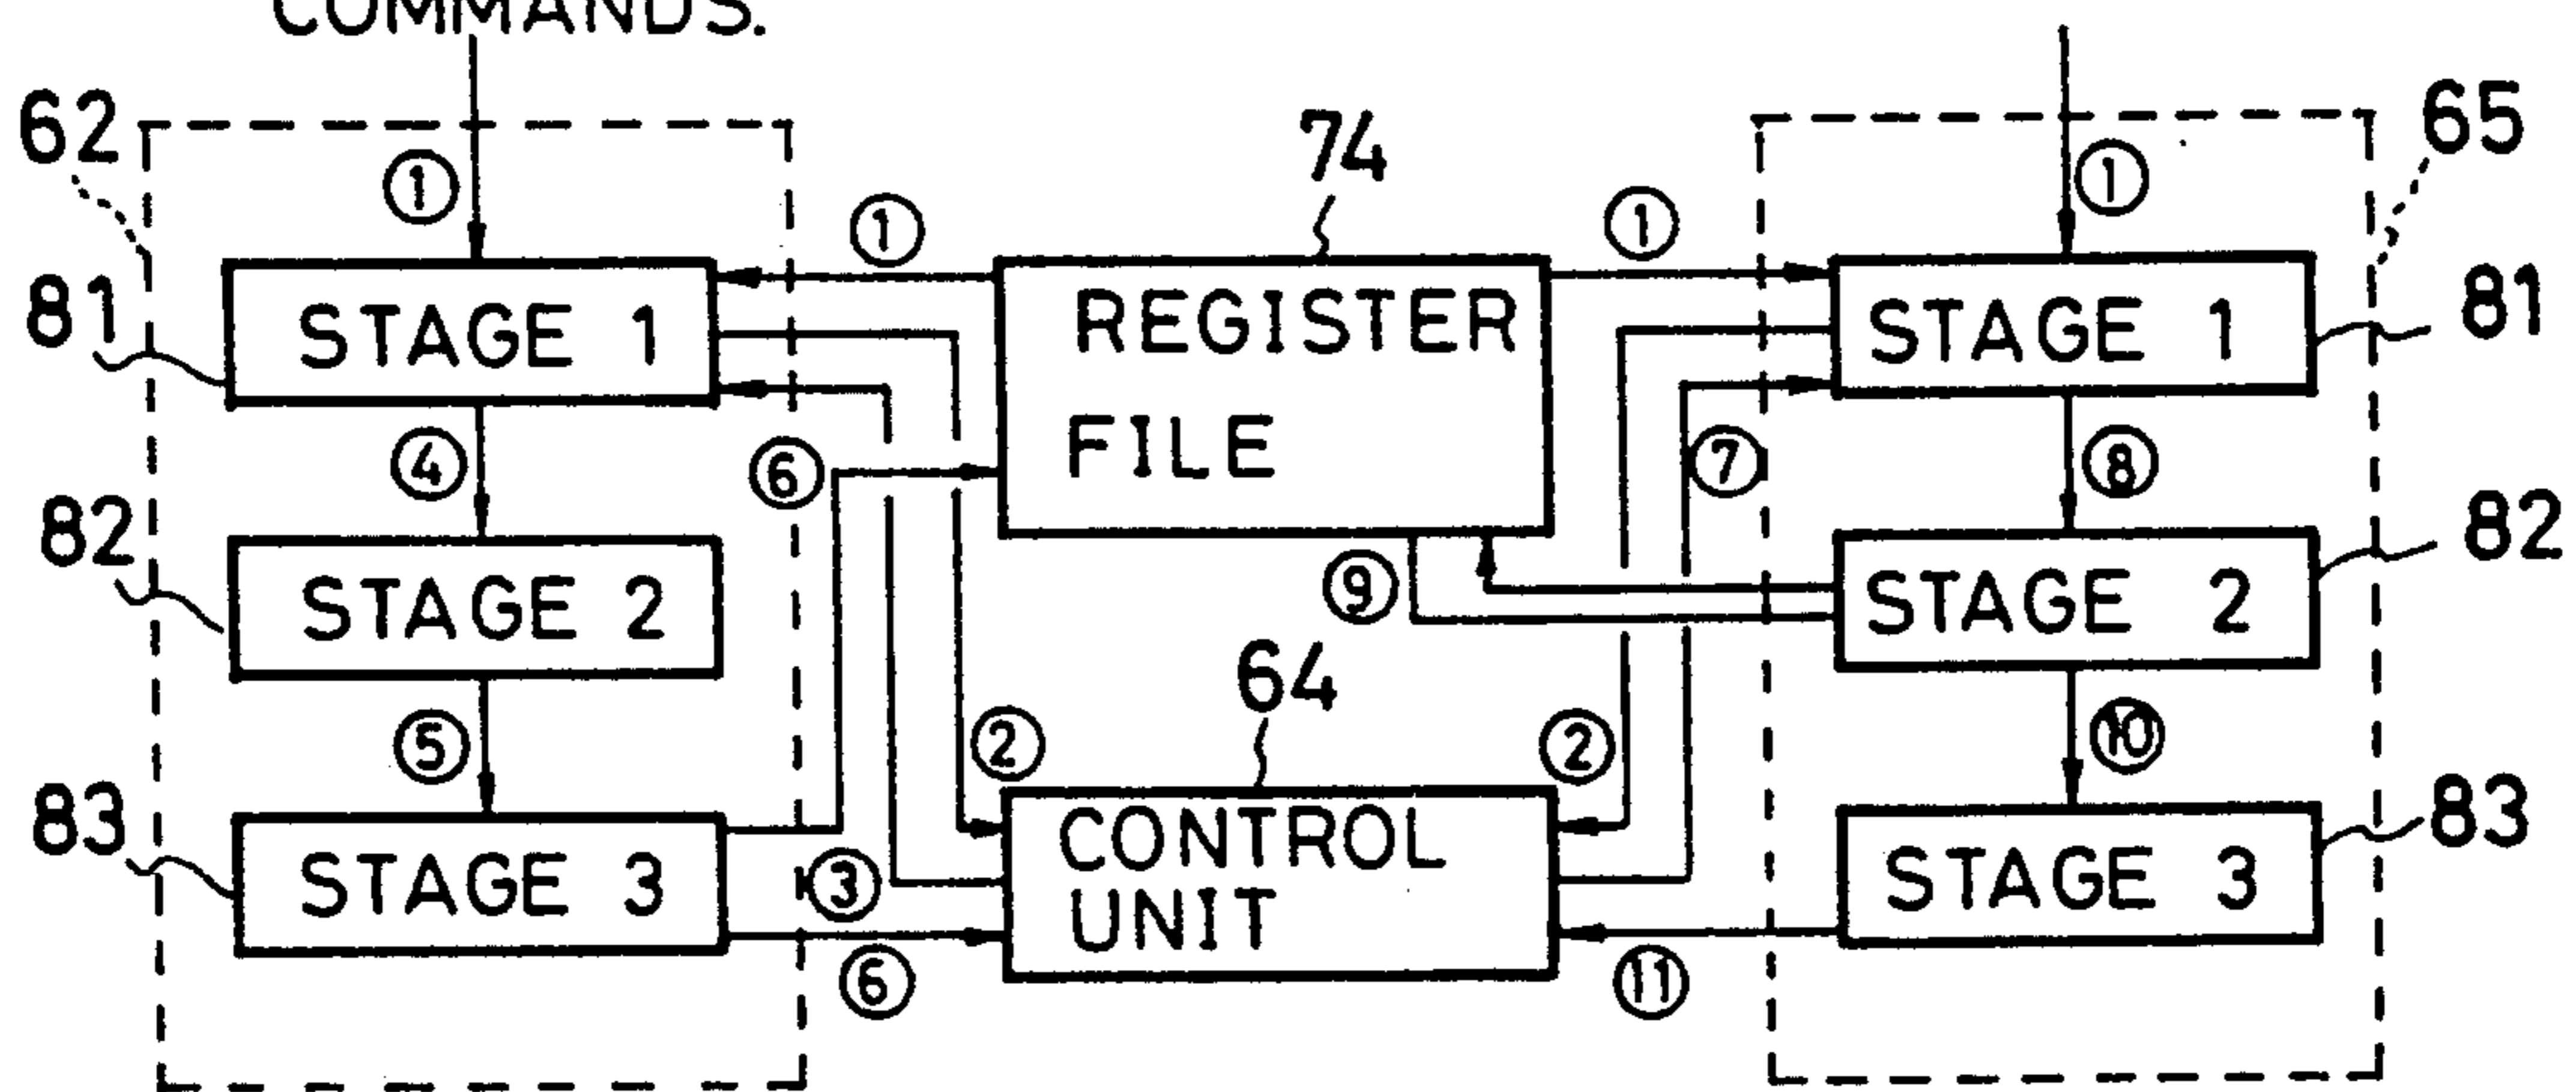 COMMANDS.
62
65
74
①
①
①
①
81
STAGE 1
REGISTER
FILE
STAGE 1
81
④
⑥
⑦
⑧
82
STAGE 2
⑨
STAGE 2
82
64
⑤
②
②
⑩
83
STAGE 3
③
CONTROL
UNIT
STAGE 3
83
⑥
⑪